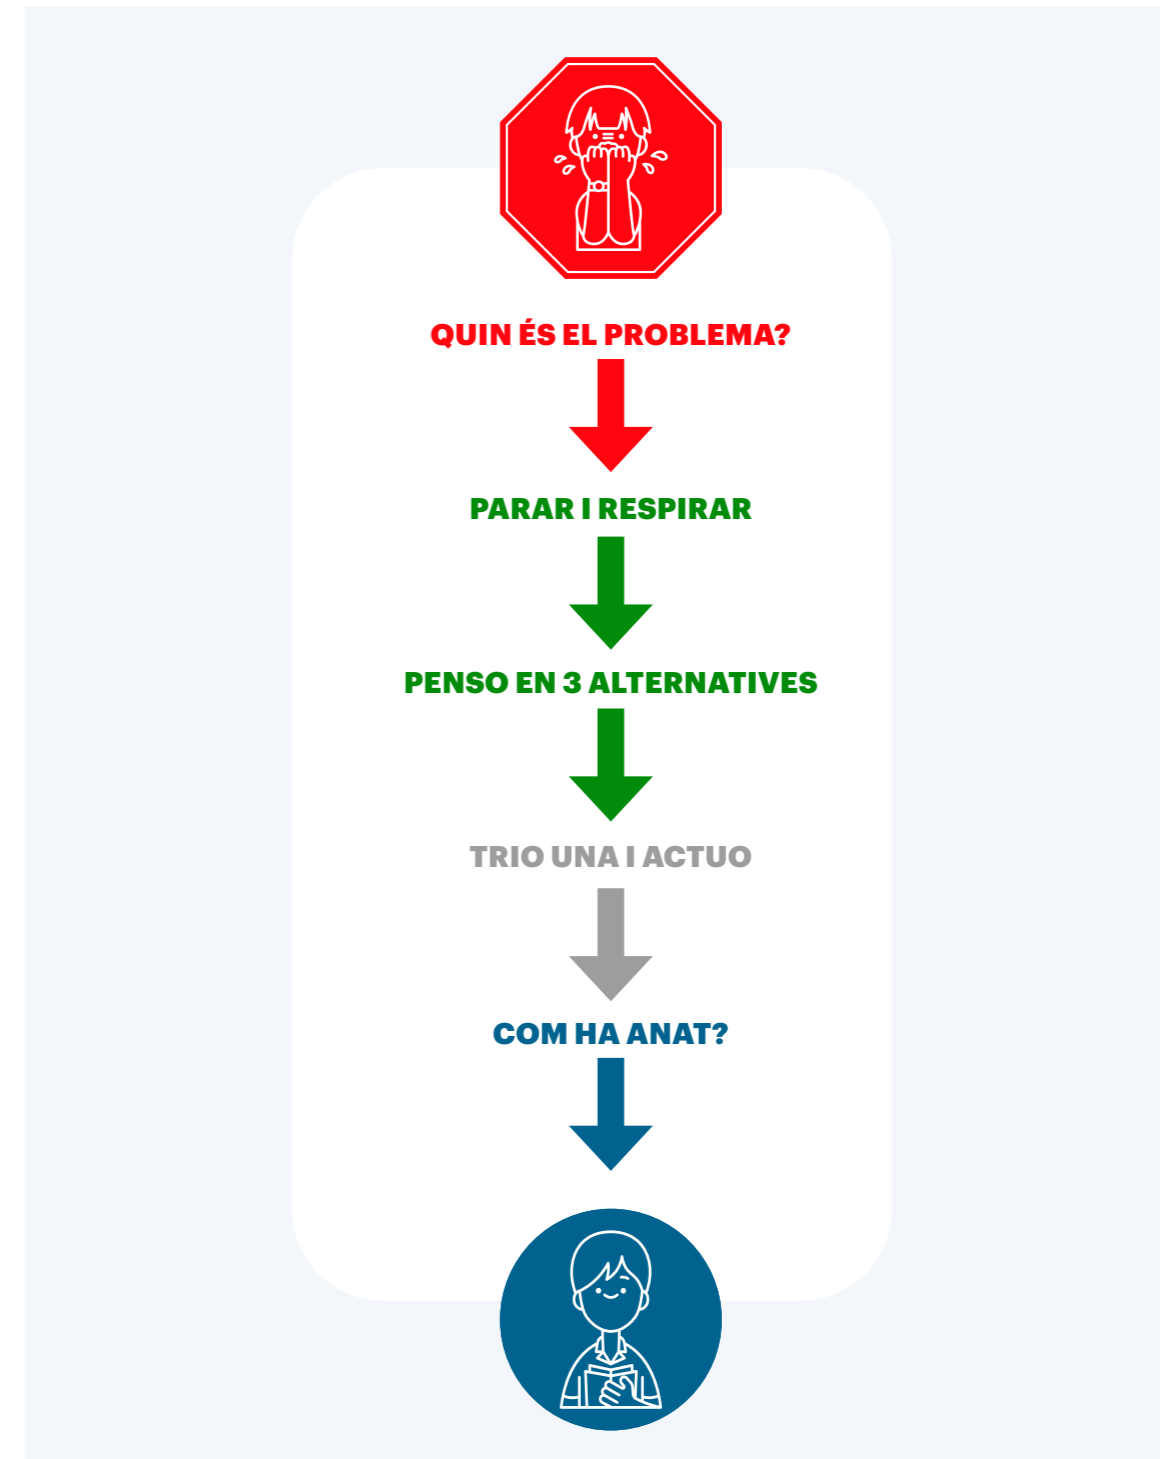 QUIN ÉS EL PROBLEMA?
PARAR I RESPIRAR
PENSO EN 3 ALTERNATIVES
TRIO UNA I ACTUO
COM HA ANAT?